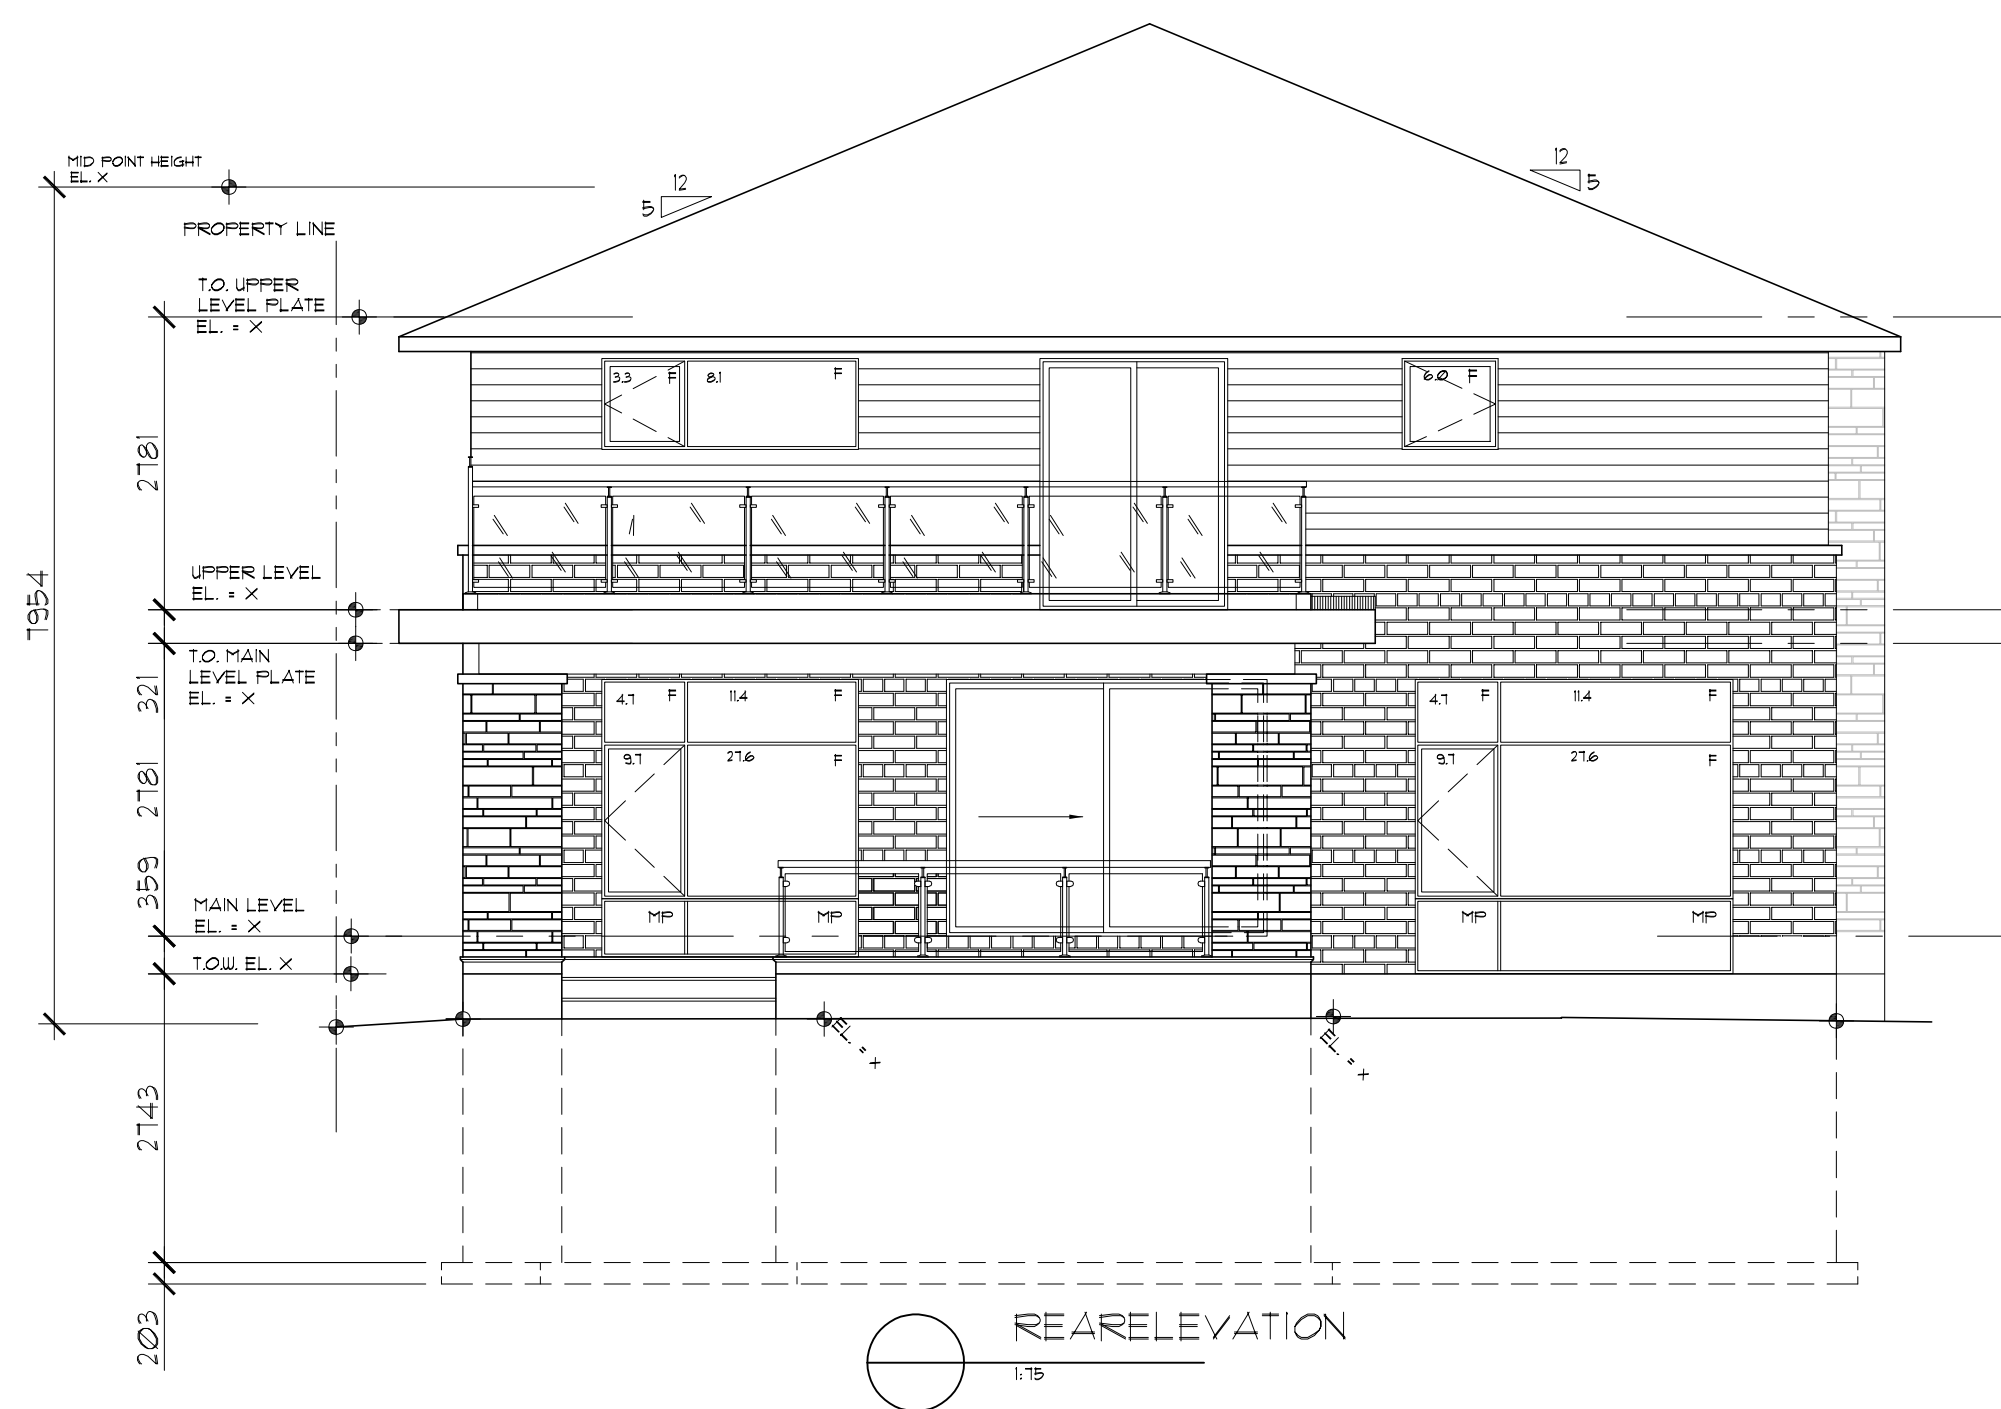 MID POINT HEIGHT
EL. X
PROPERTY LINE
T.O. UPPER
LEVEL PLATE
EL. = X
12
5
12
5
3.3 F
8.1 F
6.0 F
2781
7954
UPPER LEVEL
EL. = X
T.O. MAIN
LEVEL PLATE
EL. = X
321
4.7 F
11.4 F
4.7 F
11.4 F
9.7
27.6 F
9.7
27.6 F
2781
359
MAIN LEVEL
EL. = X
MP
MP
MP
MP
T.O.W. EL. X
EL. = X
EL. = X
2743
203
REARELEVATION
1:75